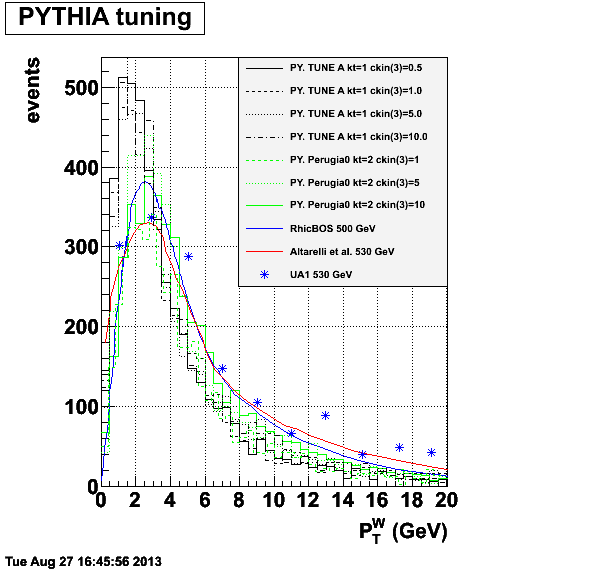 PYTHIA tuning
events
500
400
300
200
100
0
PY. TUNE A kt=1 ckin(3)=0.5
PY. TUNE A kt=1 ckin(3)=1.0
PY. TUNE A kt=1 ckin(3)=5.0
PY. TUNE A kt=1 ckin(3)=10.0
PY. Perugia0 kt=2 ckin(3)=1
PY. Perugia0 kt=2 ckin(3)=5
PY. Perugia0 kt=2 ckin(3)=10
RhicBOS 500 GeV
Altarelli et al. 530 GeV
UA1 530 GeV
0 2 4 6 8 10 12 14 16 18 20
P_T^W (GeV)
Tue Aug 27 16:45:56 2013